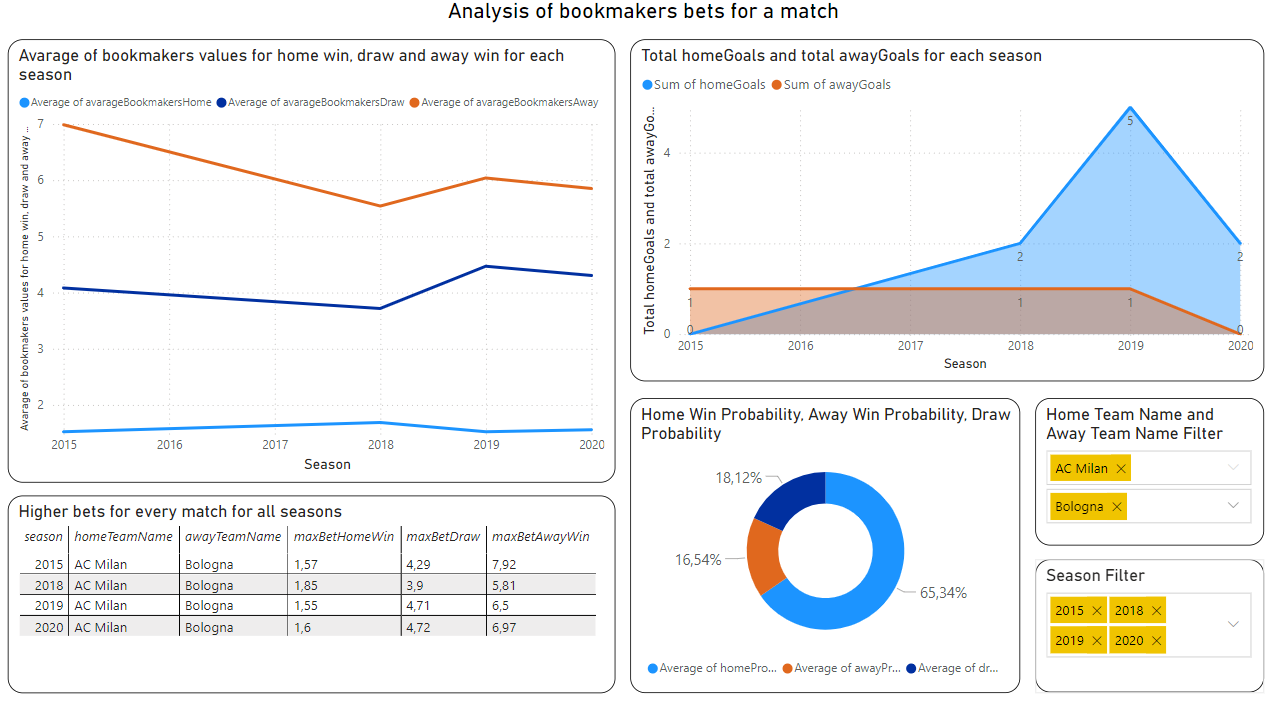 Analysis of bookmakers bets for a match
Avarage of bookmakers values for home win, draw and away win for each
season
Average of avarageBookmakersHome Average of avarageBookmakersDraw Average of avarageBookmakersAway
Avarage of bookmakers values for home win, draw and away ...
7
6
5
4
3
2
2015 2016 2017 2018 2019 2020
Season
Total homeGoals and total awayGoals for each season
Sum of homeGoals Sum of awayGoals
Total homeGoals and total awayGo...
4
2
0
5
2
2
1
1
1
0
0
2015 2016 2017 2018 2019 2020
Season
Higher bets for every match for all seasons
season homeTeamName awayTeamName maxBetHomeWin maxBetDraw maxBetAwayWin
2015 AC Milan Bologna 1,57 4,29 7,92
2018 AC Milan Bologna 1,85 3,9 5,81
2019 AC Milan Bologna 1,55 4,71 6,5
2020 AC Milan Bologna 1,6 4,72 6,97
Home Win Probability, Away Win Probability, Draw
Probability
18,12%
16,54%
65,34%
Average of homePro... Average of awayPr... Average of dr...
Home Team Name and
Away Team Name Filter
AC Milan
Bologna
Season Filter
2015 2018
2019 2020